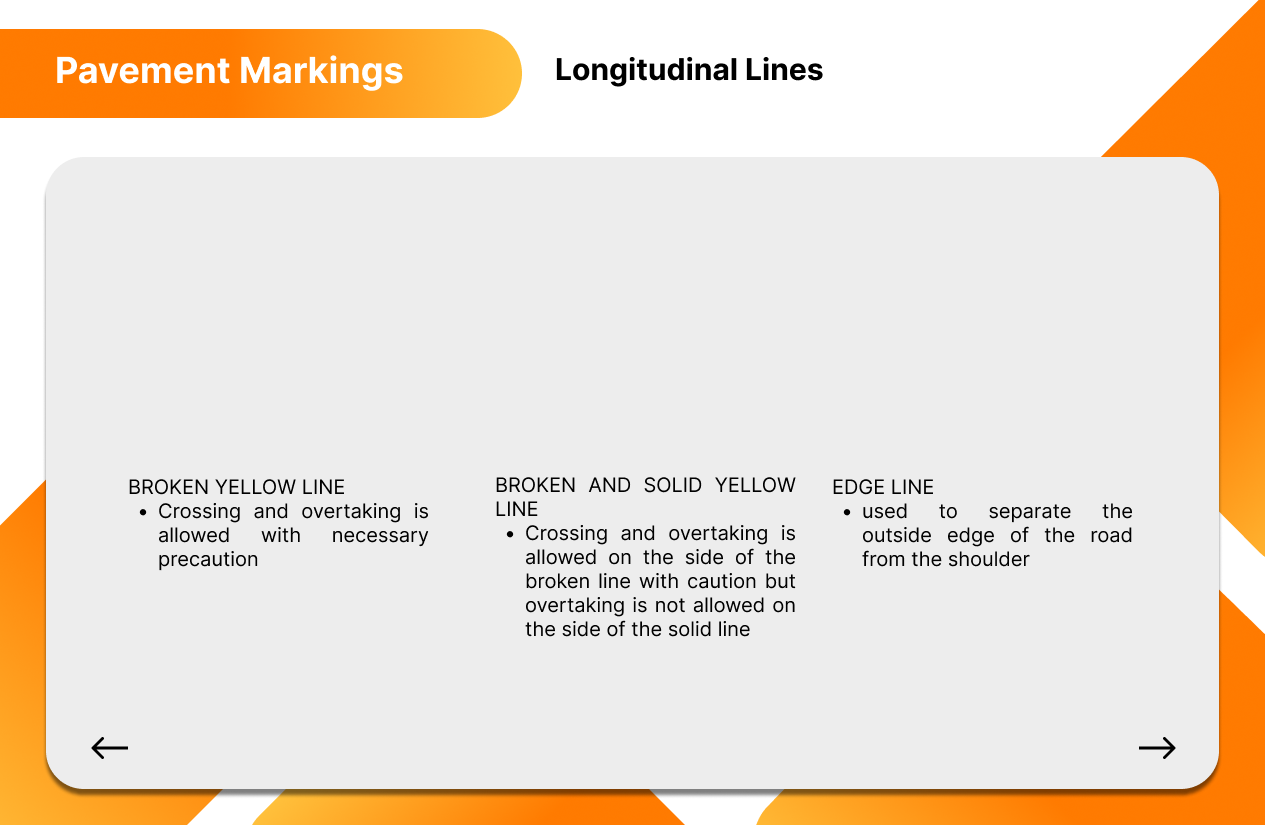 Pavement Markings
Longitudinal Lines
BROKEN YELLOW LINE
• Crossing and overtaking is
allowed with necessary
precaution
BROKEN AND SOLID YELLOW
LINE
• Crossing and overtaking is
allowed on the side of the
broken line with caution but
overtaking is not allowed on
the side of the solid line
EDGE LINE
• used to separate the
outside edge of the road
from the shoulder